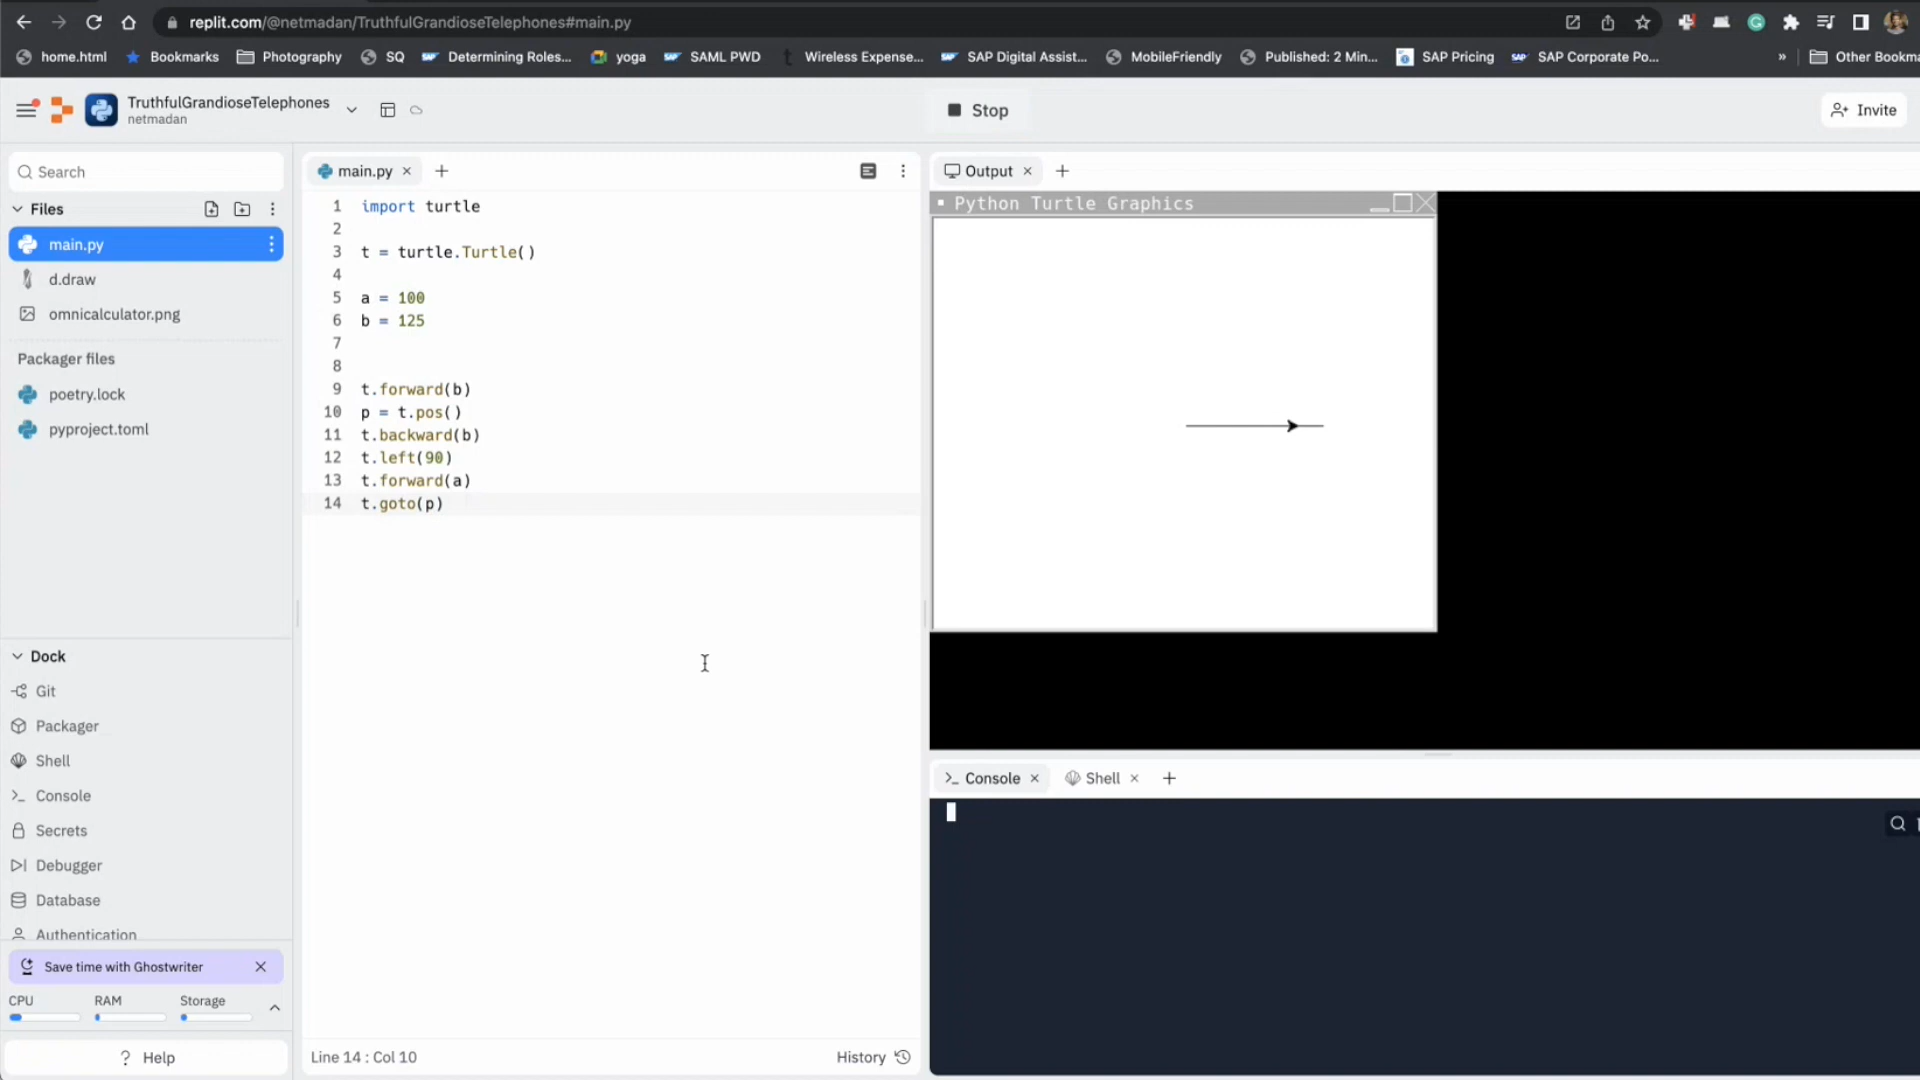 replit.com/@netmadan/TruthfulGrandioseTelephones#main.py
home.html Bookmarks Photography SQ Determining Roles... yoga SAML PWD Wireless Expense... SAP Digital Assist... MobileFriendly Published: 2 Min... SAP Pricing SAP Corporate Po... » Other Bookma
TruthfulGrandioseTelephones
netmadan
Stop
Invite
Search
Files
main.py
d.draw
omnicalculator.png
Packager files
poetry.lock
pyproject.toml
Dock
Git
Packager
Shell
Console
Secrets
Debugger
Database
Authentication
Save time with Ghostwriter
CPU RAM Storage
? Help
main.py
1 import turtle
2
3 t = turtle.Turtle()
4
5 a = 100
6 b = 125
7
8
9 t.forward(b)
10 p = t.pos()
11 t.backward(b)
12 t.left(90)
13 t.forward(a)
14 t.goto(p)
Line 14 : Col 10
History
Output
Python Turtle Graphics
>_ Console
Shell